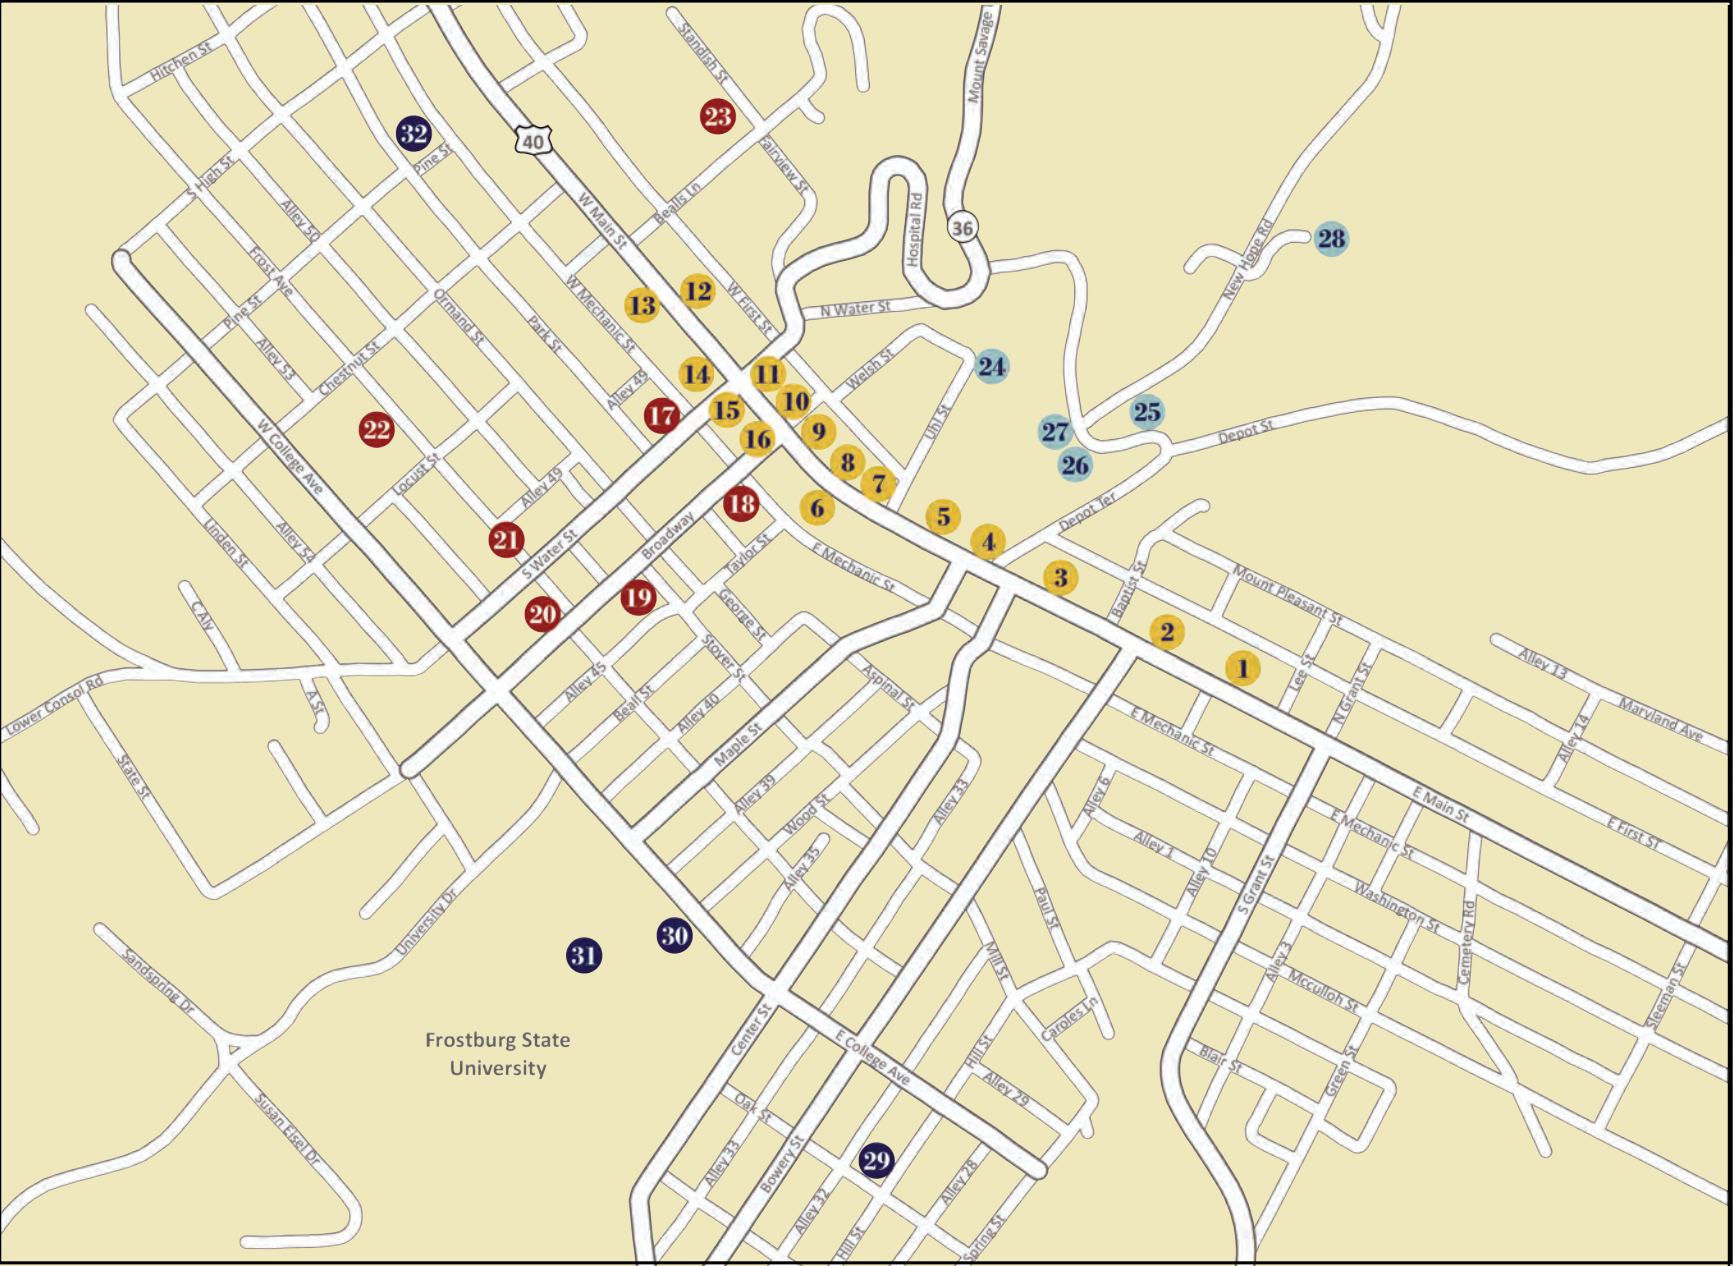 Hitchen St
Standish St
Mount Savage
32
23
40
Pine St
Fairview St
S High St
Bealls Ln
W Main St
Alley 50
Hospital Rd
36
28
New Hope Rd
Frost Ave
Pine St
W Mechanic St
13
12
W First St
N Water St
Ormand St
Park St
Alley 53
Chestnut St
14
11
Welsh St
24
Alley 49
17
15
10
22
16
9
Uhl St
27
25
26
Depot St
W College Ave
Locust St
8
7
Alley 49
18
6
5
Depot Ter
4
Linden St
Alley 54
21
S Water St
Broadway
Taylor St
E Mechanic St
3
Baptist St
Mount Pleasant St
C Aly
20
19
George St
Stoyer St
2
1
Lee St
N Grant St
Alley 13
Maryland Ave
Alley 14
Lower Consol Rd
A St
Alley 45
Beall St
Alley 40
Aspinal St
Maple St
E Mechanic St
State St
Alley 39
Wood St
Alley 33
Alley 6
E Main St
E Mechanic St
E First ST
Alley 1
Alley 35
Alley 10
S Grant St
Washington St
Paul St
Cemetery Rd
University Dr
30
31
Mill St
Alley 3
Mcculloh St
Sleeman St
Sandspring Dr
Caroles Ln
Center St
Frostburg State
University
E College Ave
Hill St
Blair St
Green St
Alley 29
Oak St
Susan Eisel Dr
Alley 33
Bowery St
29
Alley 28
Alley 32
Hill St
Spring St